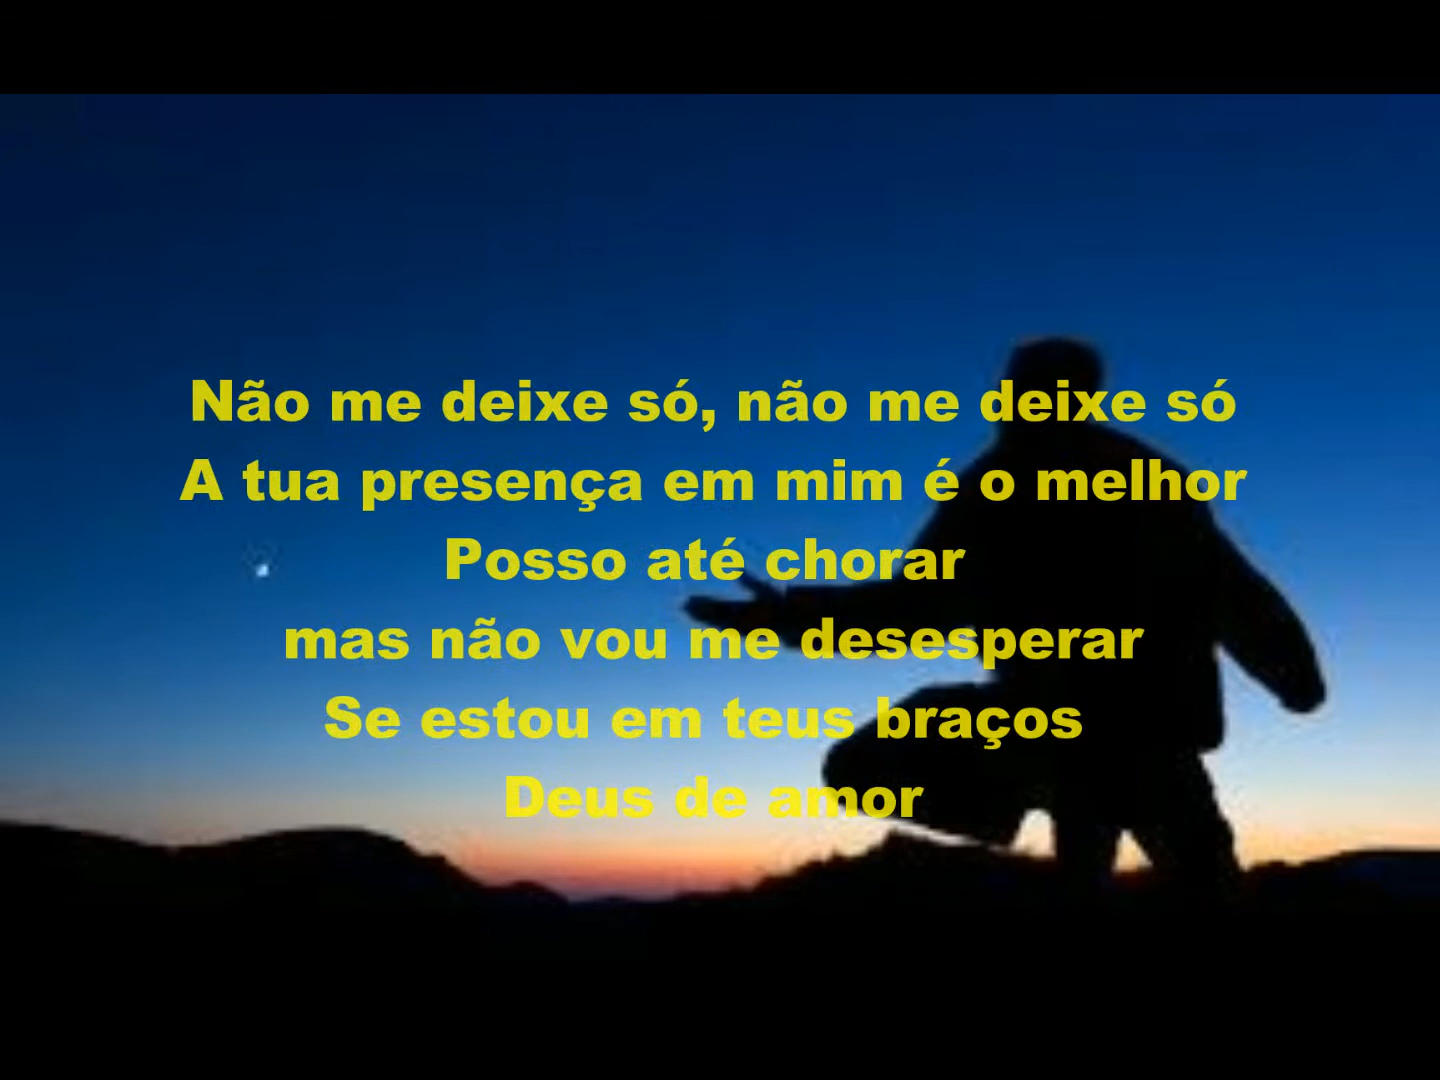 Não me deixe só, não me deixe só
A tua presença em mim é o melhor
Posso até chorar
mas não vou me desesperar
Se estou em teus braços
Deus de amor